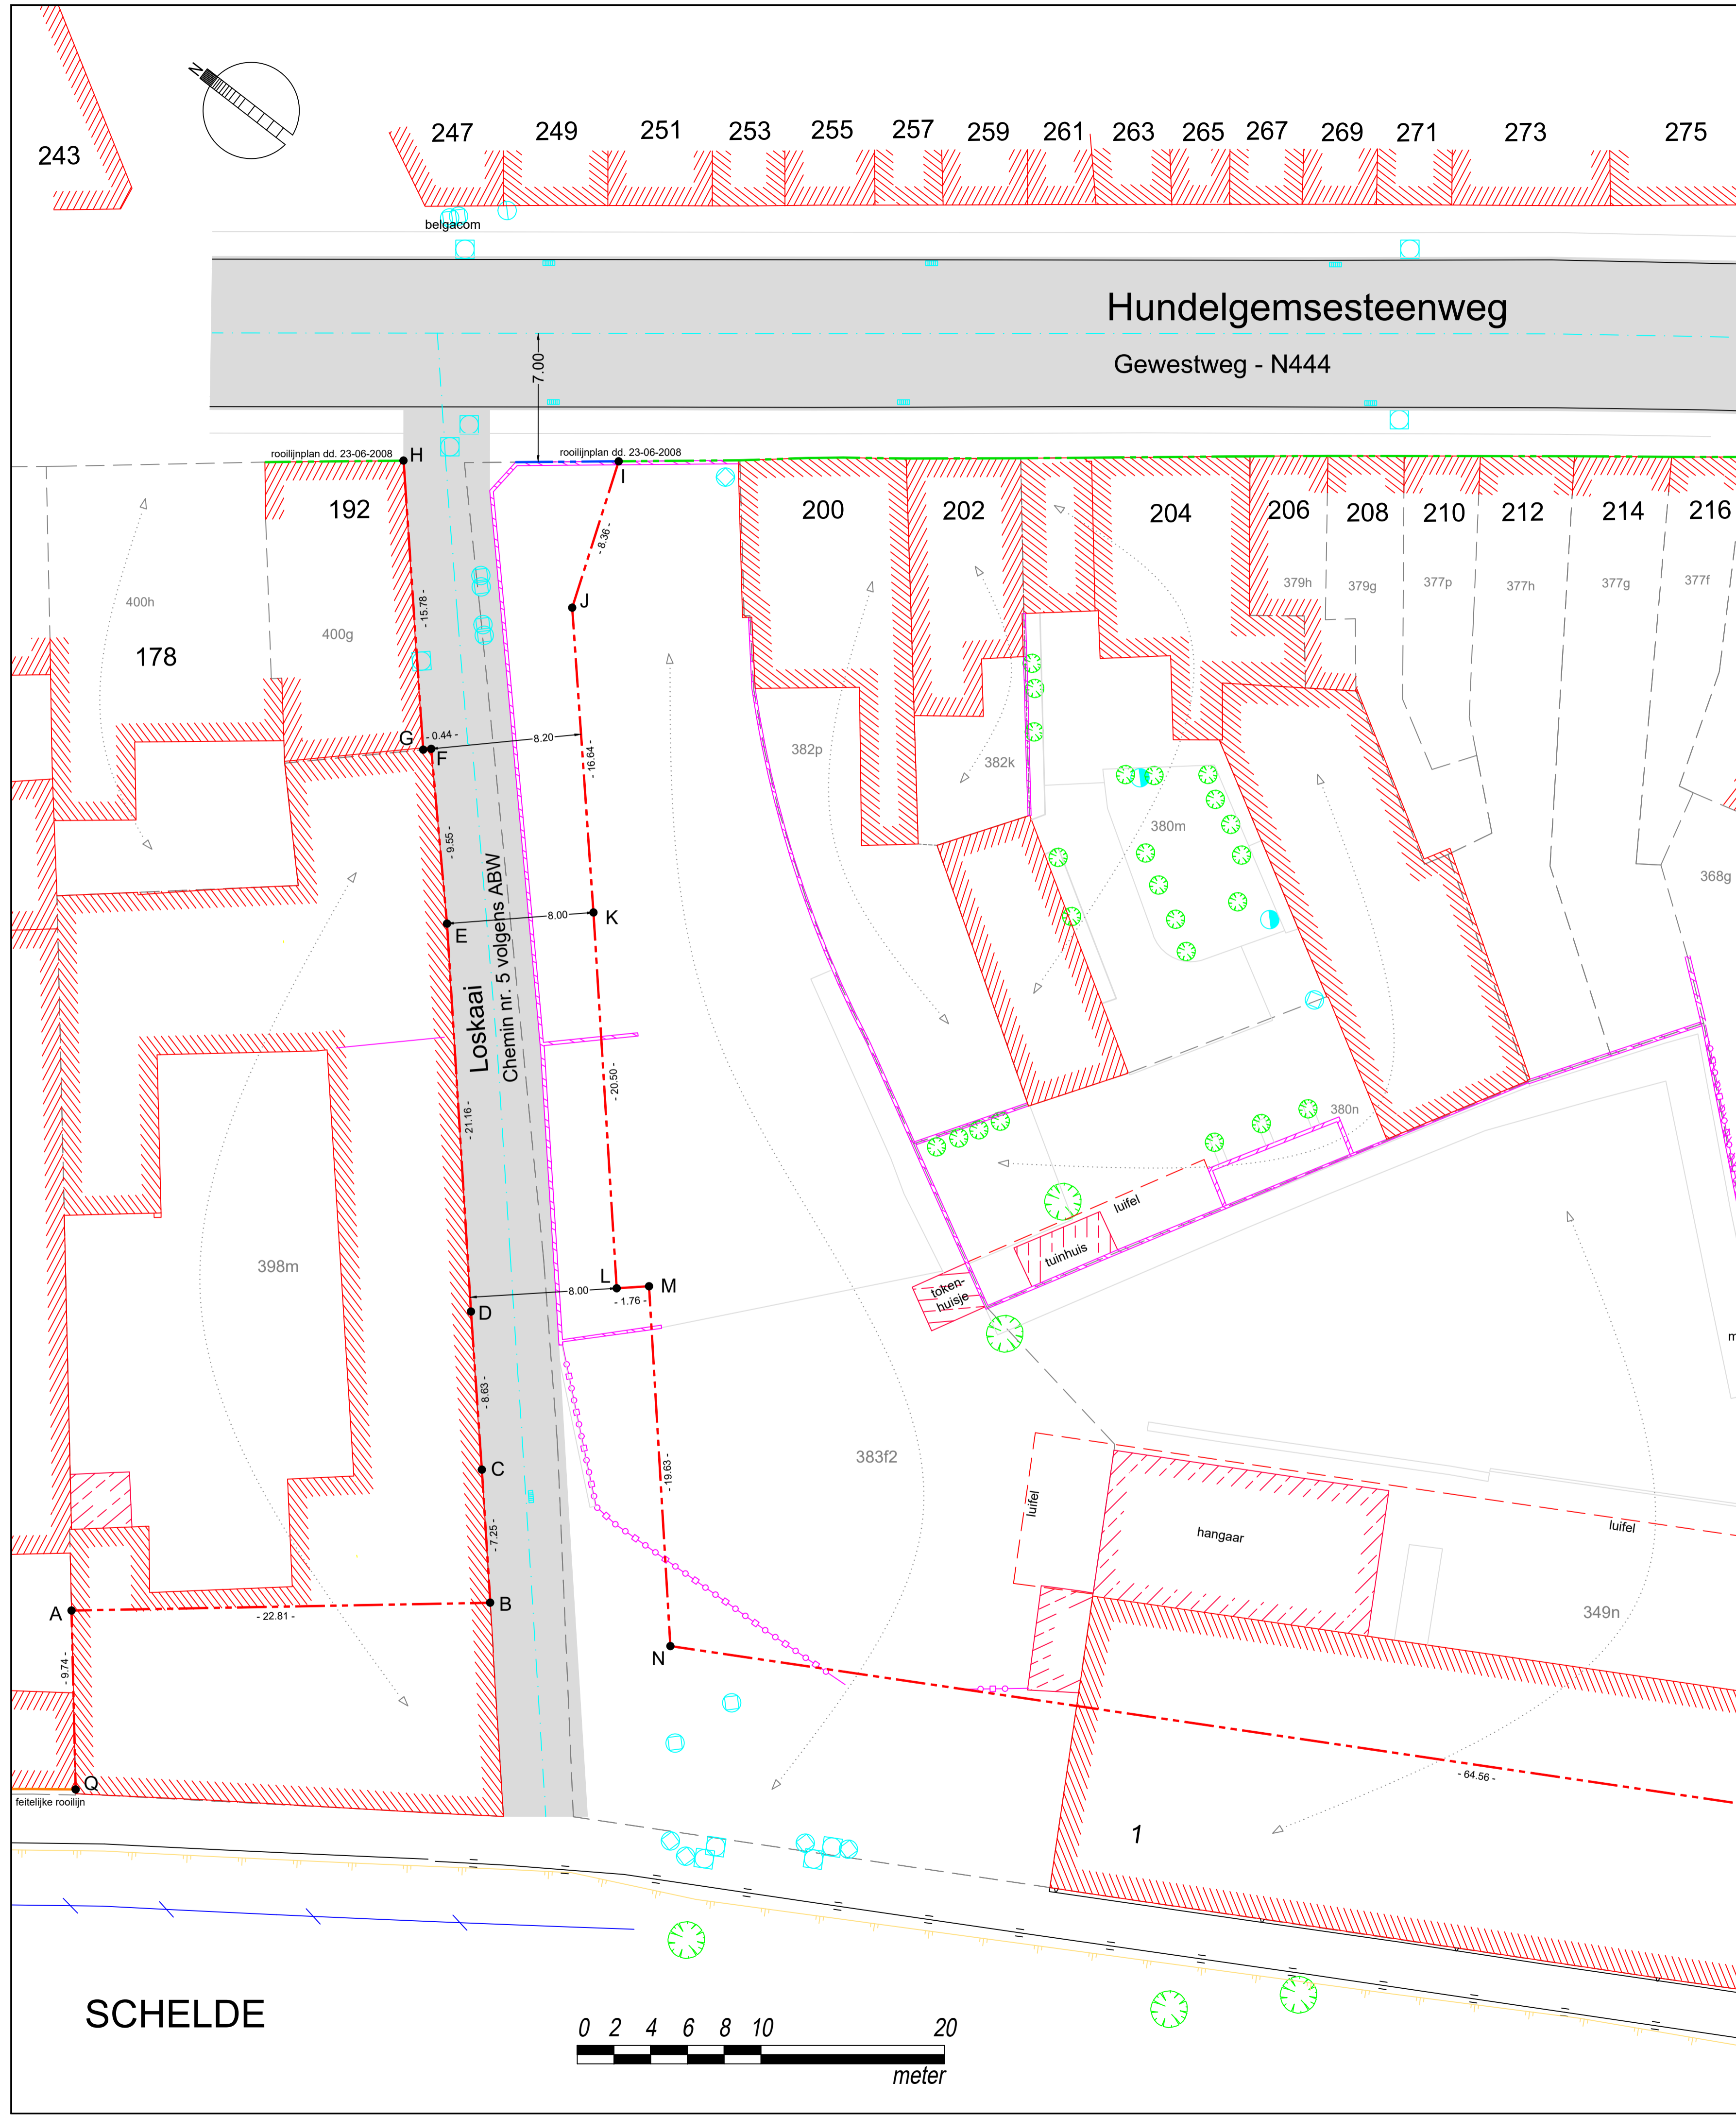 N
243
247
249
251
253
255
257
259
261
263
265
267
269
271
273
275
belgacom
Hundelgemsesteenweg
Gewestweg - N444
7.00
rooilijnplan dd. 23-06-2008
H
rooilijnplan dd. 23-06-2008
I
192
200
202
204
206
208
210
212
214
216
- 8.36 -
379h
379g
377p
377h
377g
377f
400h
J
- 15.78 -
400g
178
G
- 0.44 -
F
8.20
- 16.64 -
382p
382k
- 9.55 -
380m
368g
E
8.00
K
Loskaai
Chemin nr. 5 volgens ABW
- 20.50 -
- 21.16 -
380n
luifel
tuinhuis
398m
L
M
8.00
- 1.76 -
token-
huisje
D
m
- 8.63 -
383f2
C
- 19.63 -
luifel
hangaar
luifel
- 7.25 -
A
- 22.81 -
B
349n
- 9.74 -
N
Q
- 64.56 -
feitelijke rooilijn
1
SCHELDE
0 2 4 6 8 10 20
meter